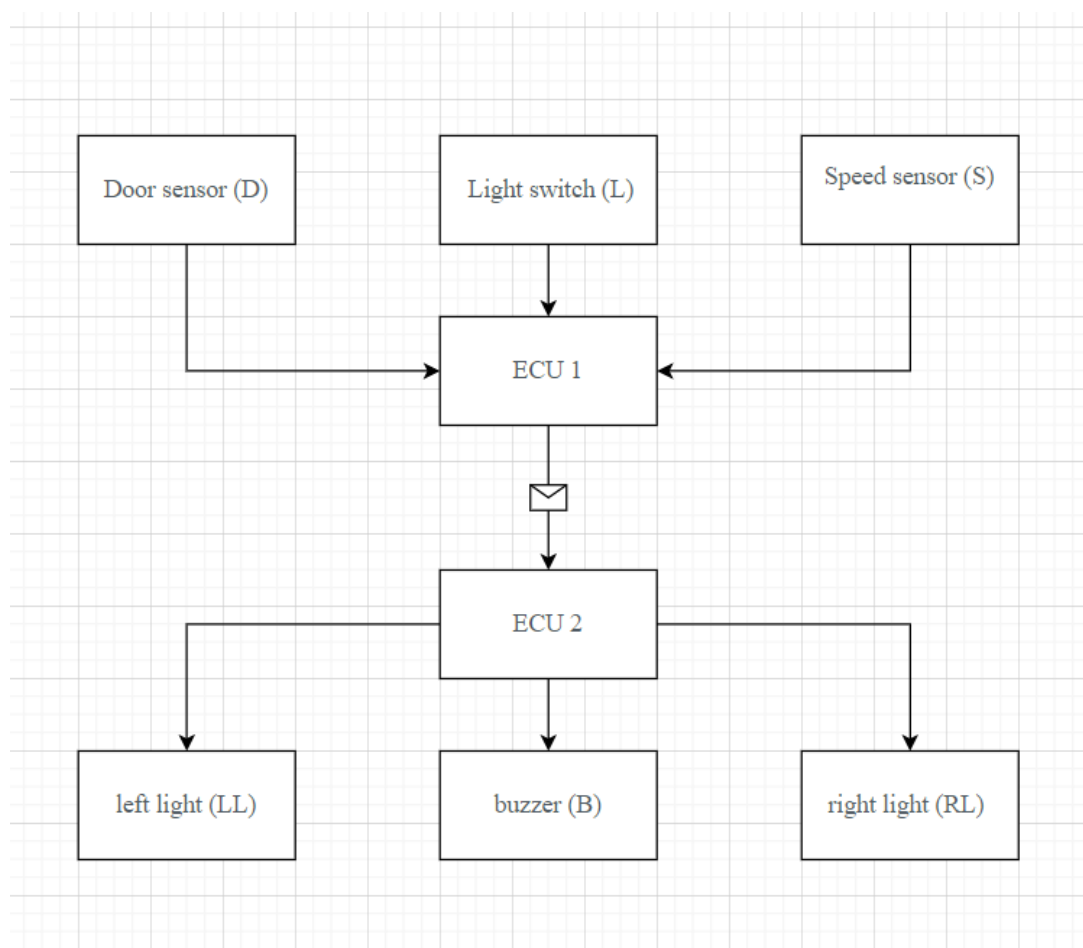 Door sensor (D)
Light switch (L)
Speed sensor (S)
ECU 1
ECU 2
left light (LL)
buzzer (B)
right light (RL)